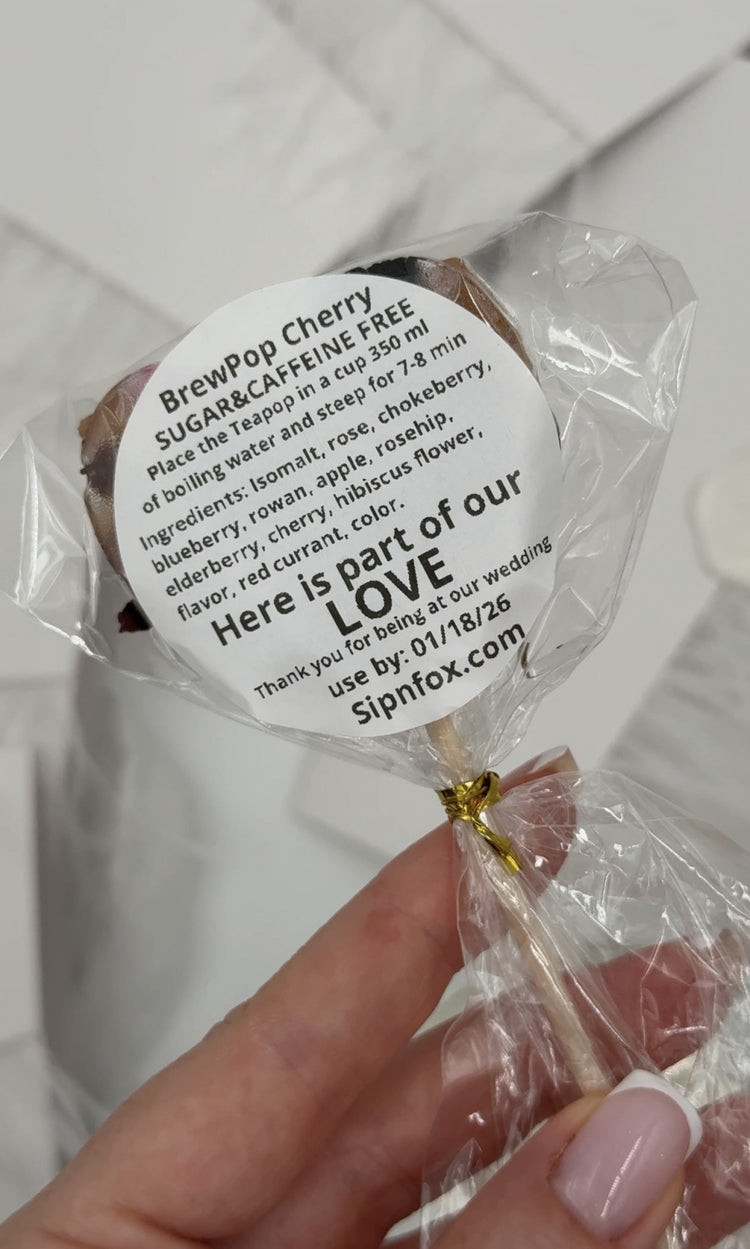 BrewPop Cherry
SUGAR&CAFFEINE FREE
Place the Teapop in a cup 350 ml
of boiling water and steep for 7-8 min
Ingredients: Isomalt, rose, chokeberry,
blueberry, rowan, apple, rosehip,
elderberry, cherry, hibiscus flower,
flavor, red currant, color.
Here is part of our
LOVE
Thank you for being at our wedding
use by: 01/18/26
Sipnfox.com